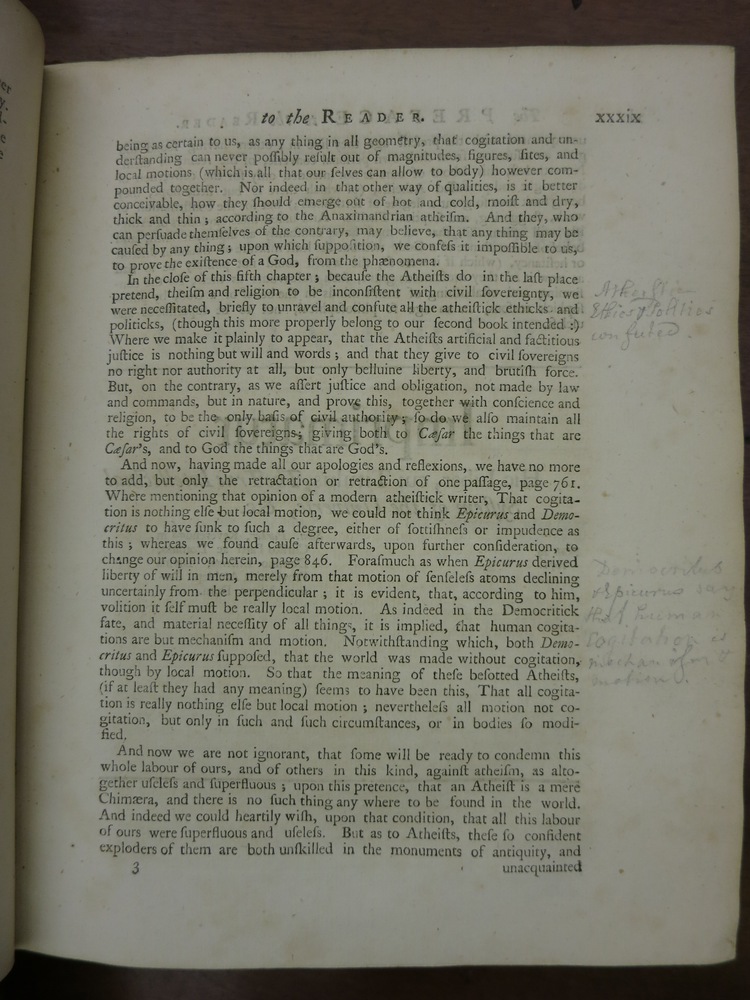 to the READER. xxxix
being as certain to us, as any thing in all geometry, that cogitation and un-
derſtanding can never poſſibly reſult out of magnitudes, figures, ſites, and
local motions (which is all that our ſelves can allow to body) however com-
pounded together. Nor indeed in that other way of qualities, is it better
conceivable, how they ſhould emerge out of hot and cold, moiſt and dry,
thick and thin; according to the Anaximandrian atheiſm. And they, who
can perſuade themſelves of the contrary, may believe, that any thing may be
cauſed by any thing; upon which ſuppoſition, we confeſs it impoſſible to us,
to prove the exiſtence of a God, from the phænomena.
In the cloſe of this fifth chapter; becauſe the Atheiſts do in the laſt place
pretend, theiſm and religion to be inconſiſtent with civil ſovereignty, we
were neceſſitated, briefly to unravel and confute all the atheiſtick ethicks and
politicks, (though this more properly belong to our ſecond book intended :)
Where we make it plainly to appear, that the Atheiſts artificial and factitious
juſtice is nothing but will and words; and that they give to civil ſovereigns
no right nor authority at all, but only belluine liberty, and brutiſh force.
But, on the contrary, as we aſſert juſtice and obligation, not made by law
and commands, but in nature, and prove this, together with conſcience and
religion, to be the only baſis of civil authority; ſo do we alſo maintain all
the rights of civil ſovereigns; giving both to Cæſar the things that are
Cæſar's, and to God the things that are God's.
And now, having made all our apologies and reflexions, we have no more
to add, but only the retractation or retraction of one paſſage, page 761.
Where mentioning that opinion of a modern atheiſtick writer, That cogita-
tion is nothing elſe but local motion, we could not think Epicurus and Demo-
critus to have ſunk to ſuch a degree, either of ſottiſhneſs or impudence as
this; whereas we found cauſe afterwards, upon further conſideration, to
change our opinion herein, page 846. Foraſmuch as when Epicurus derived
liberty of will in men, merely from that motion of ſenſeleſs atoms declining
uncertainly from the perpendicular; it is evident, that, according to him,
volition it ſelf muſt be really local motion. As indeed in the Democritick
fate, and material neceſſity of all things, it is implied, that human cogita-
tions are but mechaniſm and motion. Notwithſtanding which, both Demo-
critus and Epicurus ſuppoſed, that the world was made without cogitation,
though by local motion. So that the meaning of theſe beſotted Atheiſts,
(if at leaſt they had any meaning) ſeems to have been this, That all cogita-
tion is really nothing elſe but local motion; nevertheleſs all motion not co-
gitation, but only in ſuch and ſuch circumſtances, or in bodies ſo modi-
fied.
And now we are not ignorant, that ſome will be ready to condemn this
whole labour of ours, and of others in this kind, againſt atheiſm, as alto-
gether uſeleſs and ſuperfluous; upon this pretence, that an Atheiſt is a mere
Chimæra, and there is no ſuch thing any where to be found in the world.
And indeed we could heartily wiſh, upon that condition, that all this labour
of ours were ſuperfluous and uſeleſs. But as to Atheiſts, theſe ſo confident
exploders of them are both unſkilled in the monuments of antiquity, and
3 unacquainted
Atheistic
Ethics & Politics
confuted.
Democritus
& Epicurus say
that human
Cogitation is
mechanism &
motion.